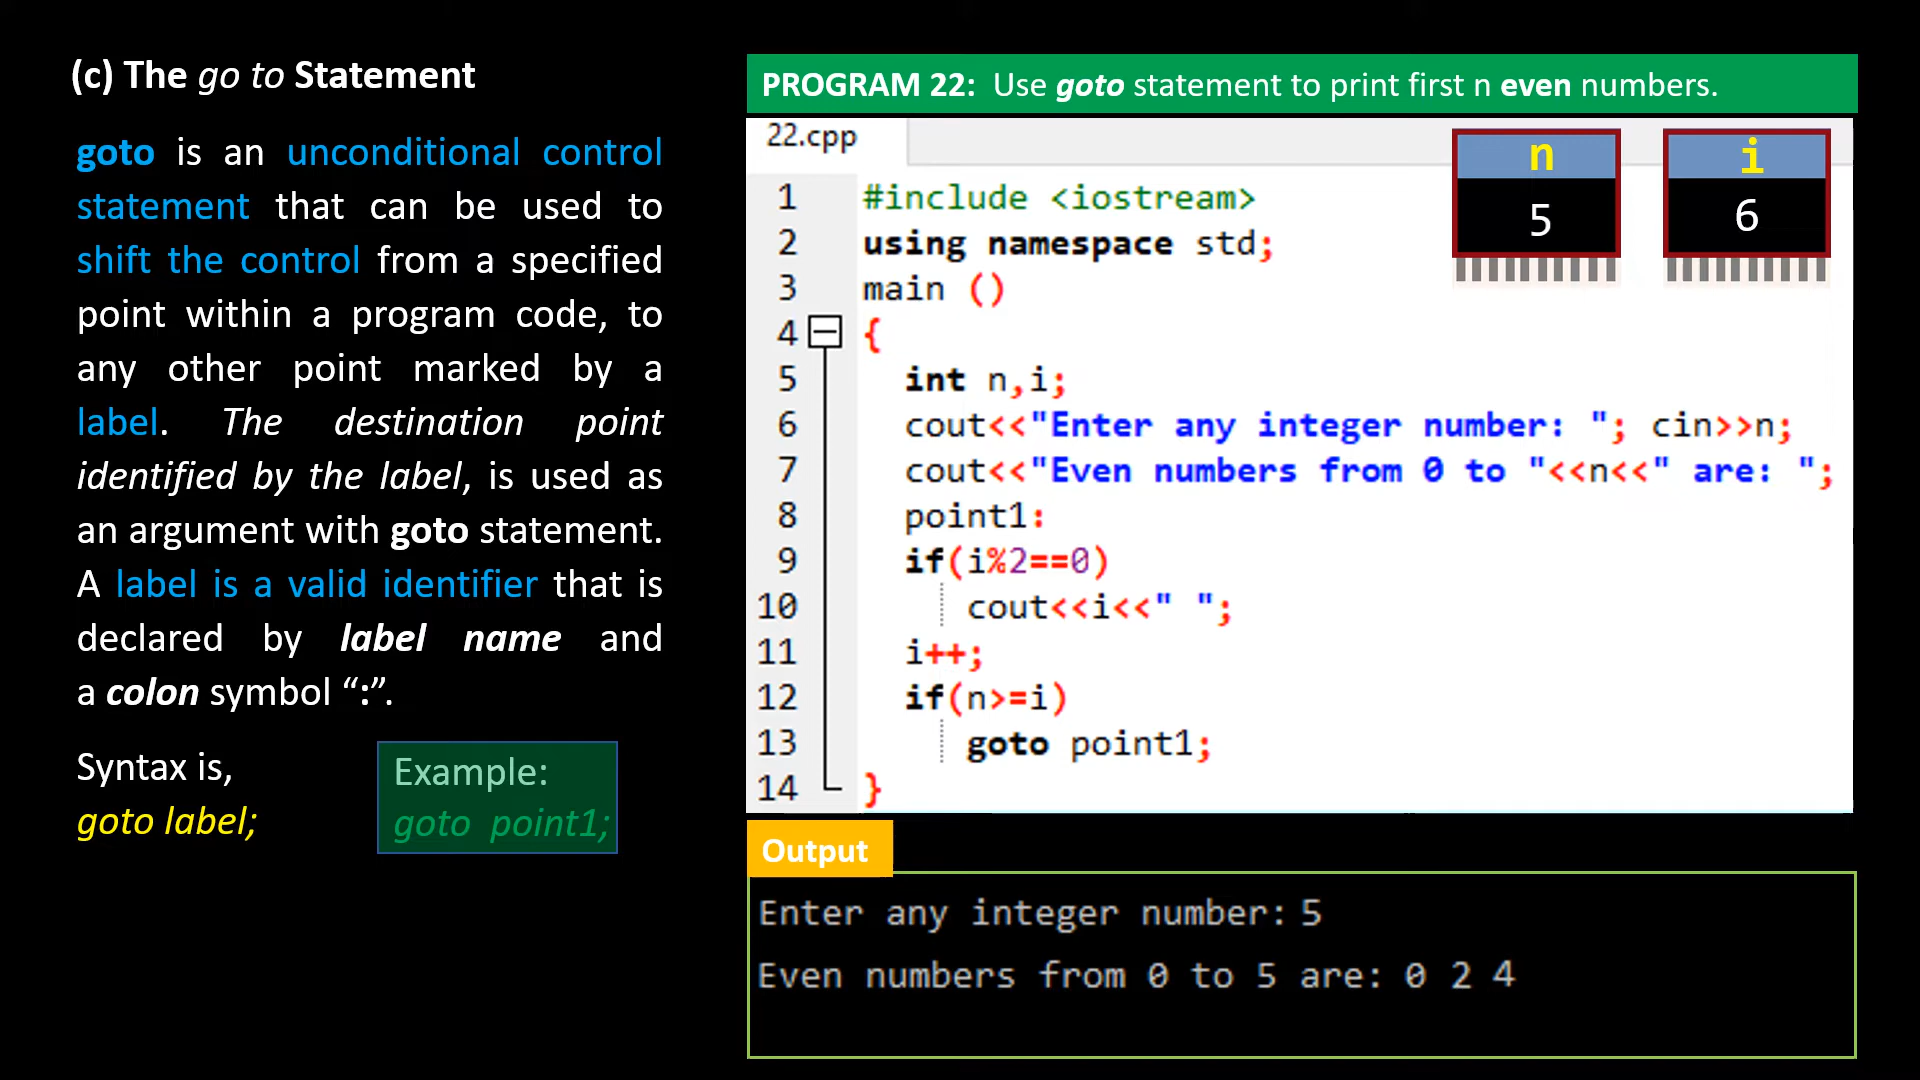 (c) The go to Statement
goto is an unconditional control
statement that can be used to
shift the control from a specified
point within a program code, to
any other point marked by a
label. The destination point
identified by the label, is used as
an argument with goto statement.
A label is a valid identifier that is
declared by label name and
a colon symbol “:”.
Syntax is,
goto label;
Example:
goto point1;
PROGRAM 22: Use goto statement to print first n even numbers.
22.cpp
n
5
i
6
1 #include <iostream>
2 using namespace std;
3 main ()
4 {
5 int n,i;
6 cout<<"Enter any integer number: "; cin>>n;
7 cout<<"Even numbers from 0 to "<<n<<" are: ";
8 point1:
9 if(i%2==0)
10 cout<<i<<" ";
11 i++;
12 if(n>=i)
13 goto point1;
14 }
Output
Enter any integer number: 5
Even numbers from 0 to 5 are: 0 2 4